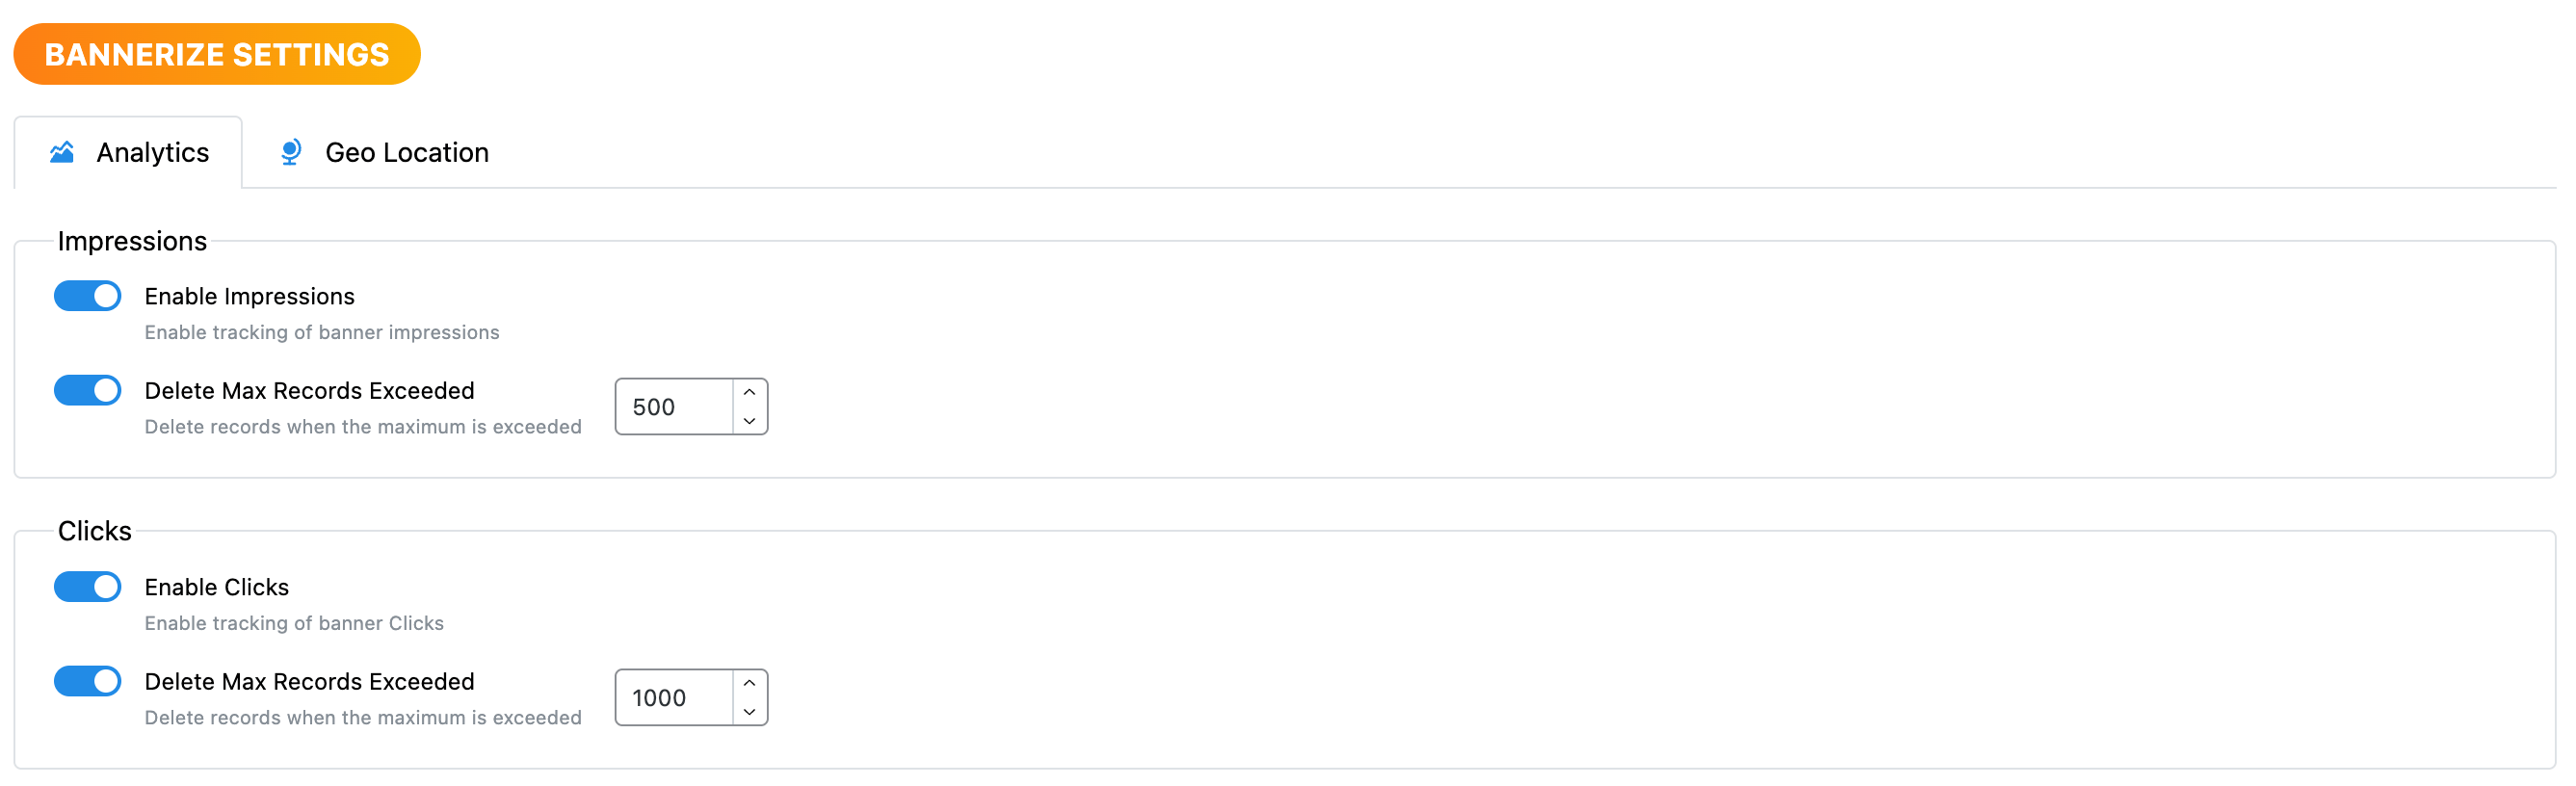 BANNERIZE SETTINGS
Analytics
Geo Location
Impressions
Enable Impressions
Enable tracking of banner impressions
Delete Max Records Exceeded
500
Delete records when the maximum is exceeded
Clicks
Enable Clicks
Enable tracking of banner Clicks
Delete Max Records Exceeded
1000
Delete records when the maximum is exceeded